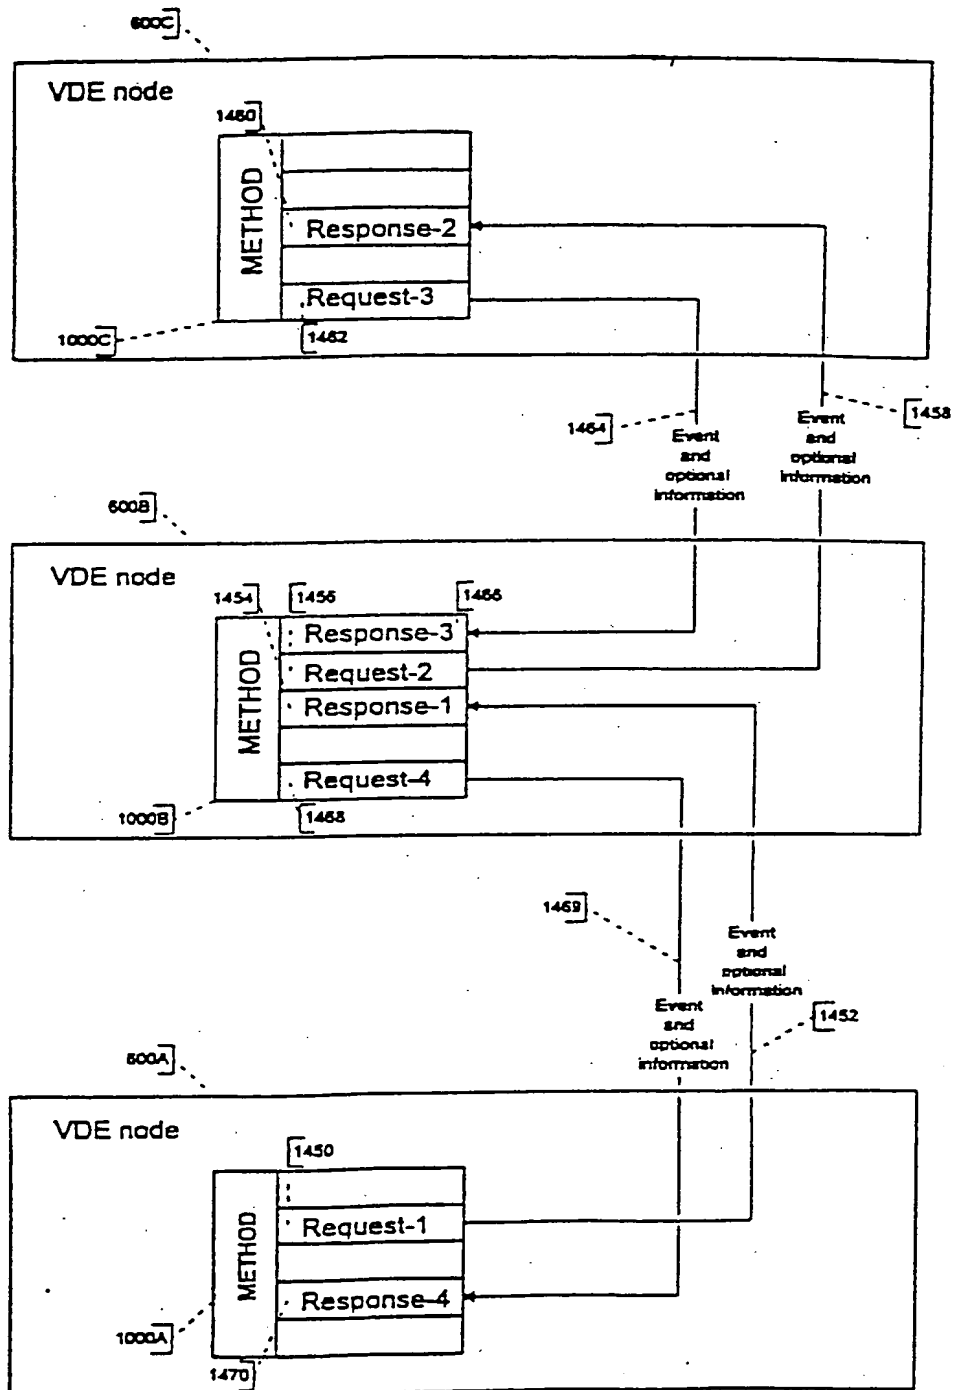 600C
VDE node
1460
METHOD
Response-2
Request-3
1000C
1462
1464
1458
Event
and
optional
information
Event
and
optional
information
600B
VDE node
1454
1456
1466
METHOD
Response-3
Request-2
Response-1
Request-4
1000B
1468
1469
Event
and
optional
information
Event
and
optional
information
1452
600A
VDE node
1450
METHOD
Request-1
Response-4
1000A
1470